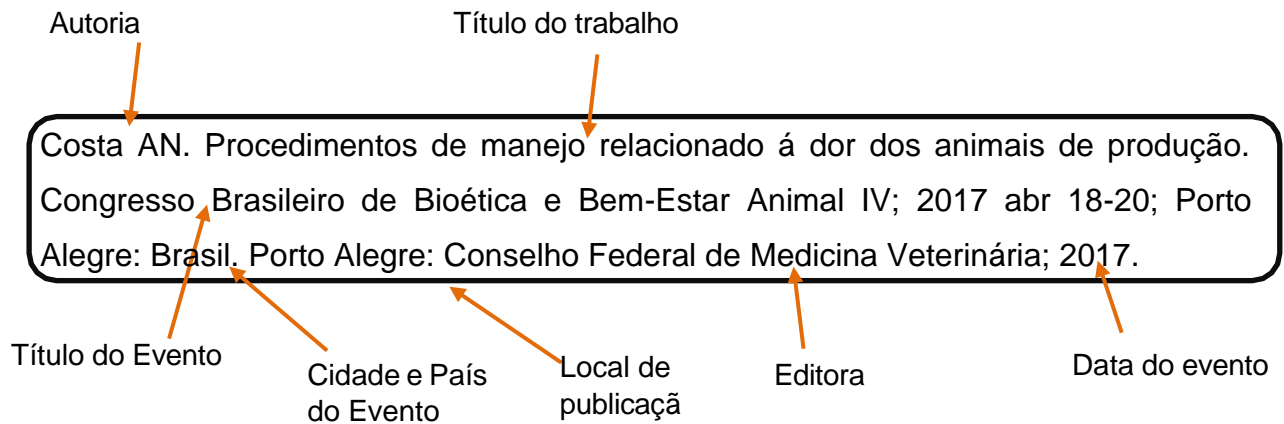 Autoria
Título do trabalho
Costa AN. Procedimentos de manejo relacionado á dor dos animais de produção.
Congresso Brasileiro de Bioética e Bem-Estar Animal IV; 2017 abr 18-20; Porto
Alegre: Brasil. Porto Alegre: Conselho Federal de Medicina Veterinária; 2017.
Título do Evento
Cidade e País
do Evento
Local de
publicaçã
Editora
Data do evento